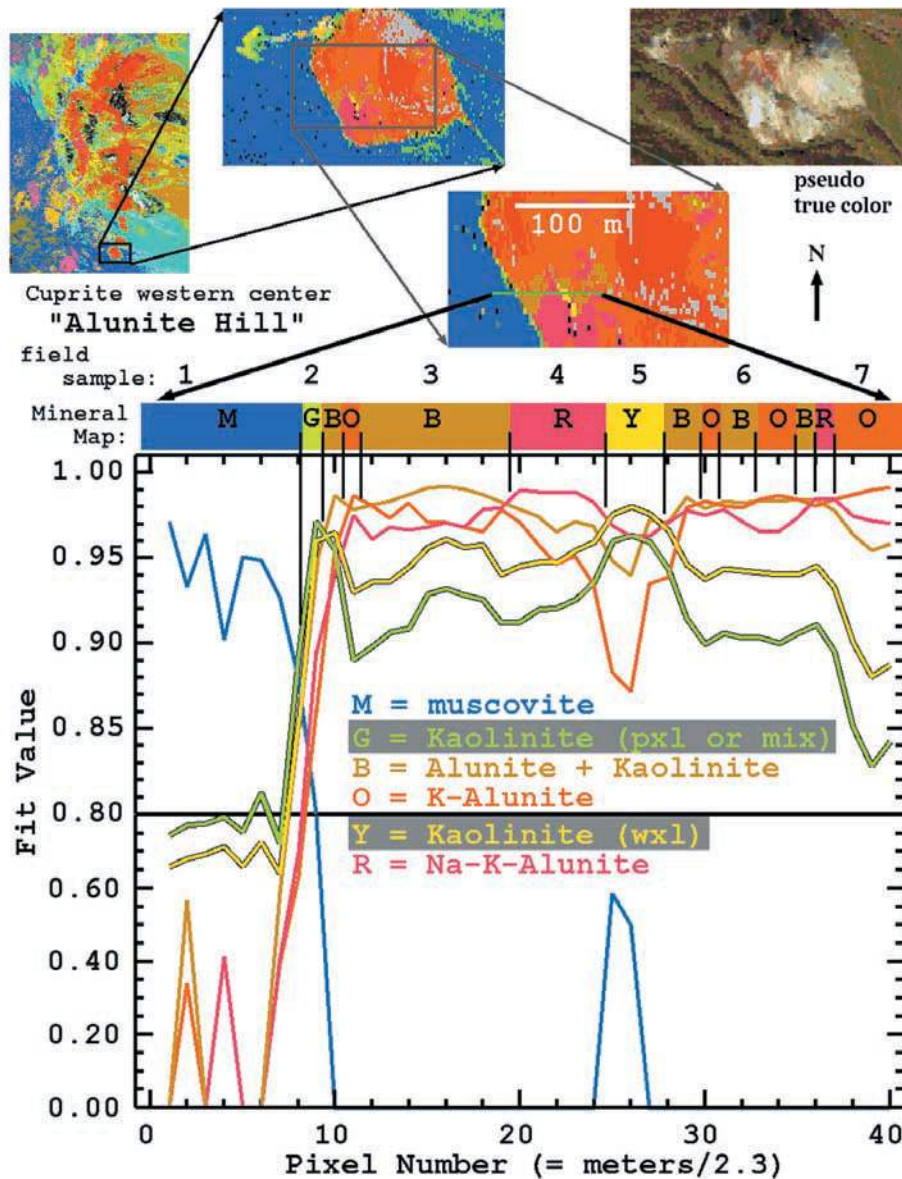 pseudo
true color
100 m
N
Cuprite western center
"Alunite Hill"
field
sample: 1 2 3 4 5 6 7
Mineral
Map: M G B O B R Y B O B O B R O
1.00
0.95
0.90
0.85
0.80
0.60
0.40
0.20
0.00
Fit Value
M = muscovite
G = Kaolinite (pxl or mix)
B = Alunite + Kaolinite
O = K-Alunite
Y = Kaolinite (wxl)
R = Na-K-Alunite
0 10 20 30 40
Pixel Number (= meters/2.3)